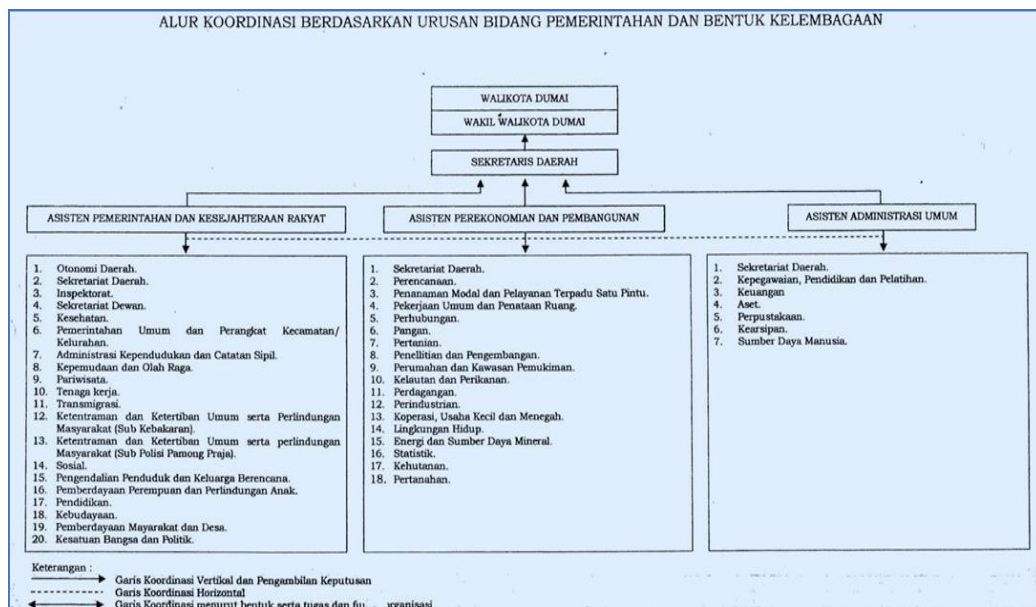 ALUR KOORDINASI BERDASARKAN URUSAN BIDANG PEMERINTAHAN DAN BENTUK KELEMBAGAAN
WALIKOTA DUMAI
WAKIL WALIKOTA DUMAI
SEKRETARIS DAERAH
ASISTEN PEMERINTAHAN DAN KESEJAHTERAAN RAKYAT
ASISTEN PEREKONOMIAN DAN PEMBANGUNAN
ASISTEN ADMINISTRASI UMUM
1. Otonomi Daerah.
2. Sekretariat Daerah.
3. Inspektorat.
4. Sekretariat Dewan.
5. Kesehatan.
6. Pemerintahan Umum dan Perangkat Kecamatan/
Kelurahan.
7. Administrasi Kependudukan dan Catatan Sipil.
8. Kepemudaan dan Olah Raga.
9. Pariwisata.
10. Tenaga kerja.
11. Transmigrasi.
12. Ketentraman dan Ketertiban Umum serta Perlindungan
Masyarakat (Sub Kebakaran).
13. Ketentraman dan Ketertiban Umum serta perlindungan
Masyarakat (Sub Polisi Pamong Praja).
14. Sosial.
15. Pengendalian Penduduk dan Keluarga Berencana.
16. Pemberdayaan Perempuan dan Perlindungan Anak.
17. Pendidikan.
18. Kebudayaan.
19. Pemberdayaan Mayarakat dan Desa.
20. Kesatuan Bangsa dan Politik.
1. Sekretariat Daerah.
2. Perencanaan.
3. Penanaman Modal dan Pelayanan Terpadu Satu Pintu.
4. Pekerjaan Umum dan Penataan Ruang.
5. Perhubungan.
6. Pangan.
7. Pertanian.
8. Penellitian dan Pengembangan.
9. Perumahan dan Kawasan Pemukiman.
10. Kelautan dan Perikanan.
11. Perdagangan.
12. Perindustrian.
13. Koperasi, Usaha Kecil dan Menegah.
14. Lingkungan Hidup.
15. Energi dan Sumber Daya Mineral.
16. Statistik.
17. Kehutanan.
18. Pertanahan.
1. Sekretariat Daerah.
2. Kepegawaian, Pendidikan dan Pelatihan.
3. Keuangan
4. Aset.
5. Perpustakaan.
6. Kearsipan.
7. Sumber Daya Manusia.
Keterangan :
Garis Koordinasi Vertikal dan Pengambilan Keputusan
Garis Koordinasi Horizontal
Garis Koordinasi menurut bentuk serta tugas dan